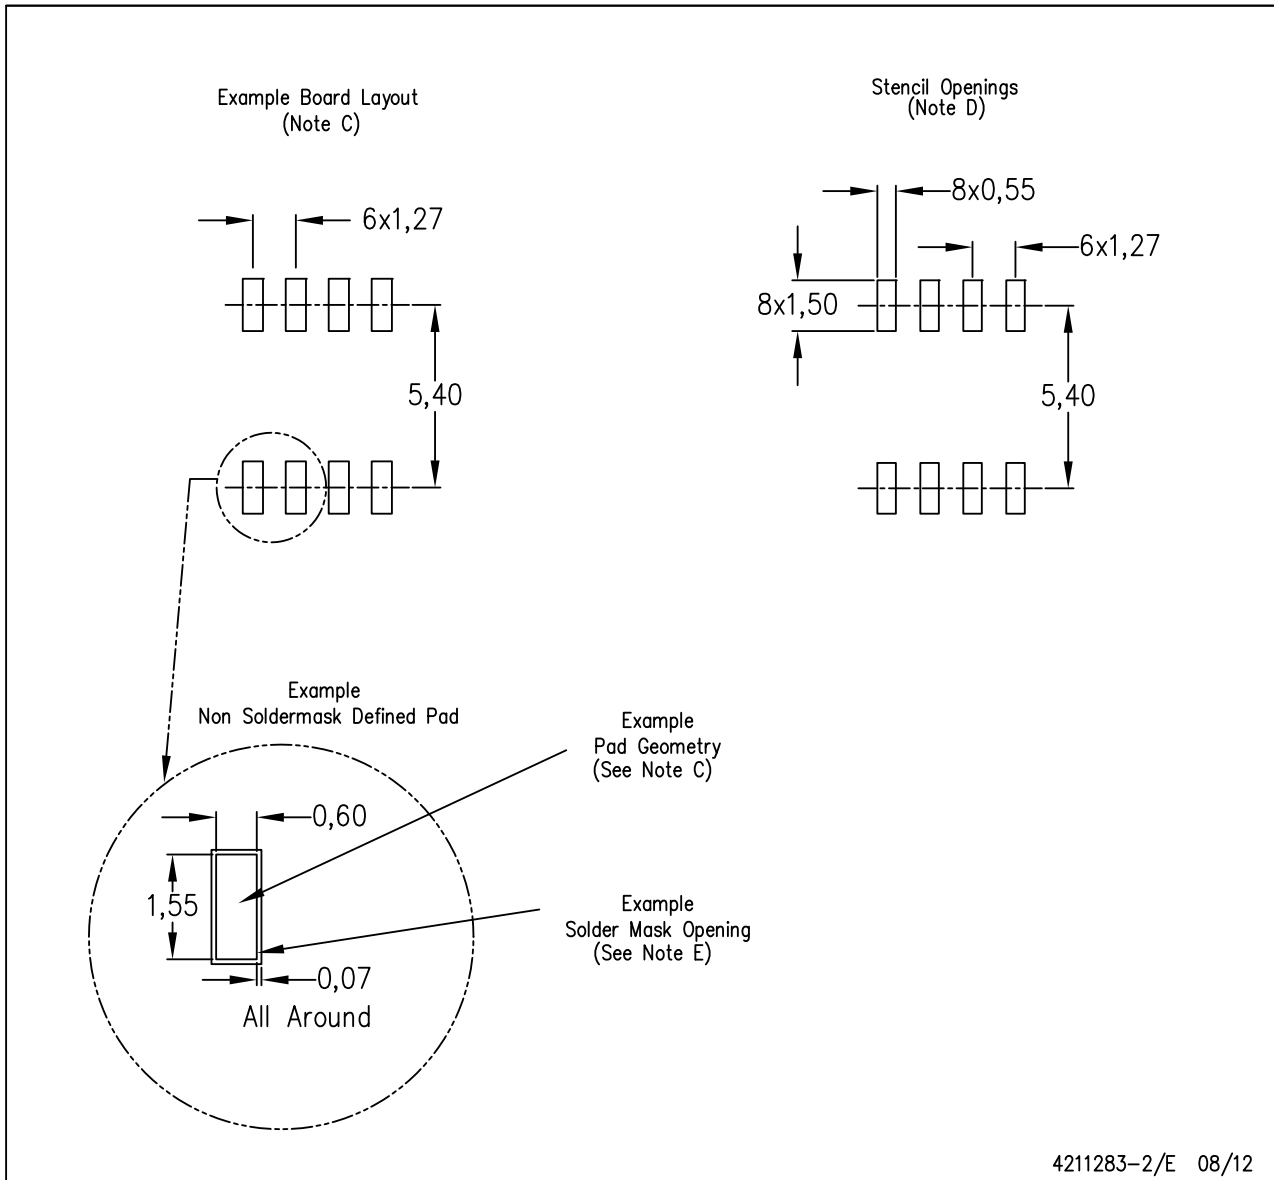 Example Board Layout
(Note C)
6x1,27
5,40
Stencil Openings
(Note D)
8x0,55
6x1,27
8x1,50
5,40
Example
Non Soldermask Defined Pad
0,60
1,55
0,07
All Around
Example
Pad Geometry
(See Note C)
Example
Solder Mask Opening
(See Note E)
4211283-2/E 08/12